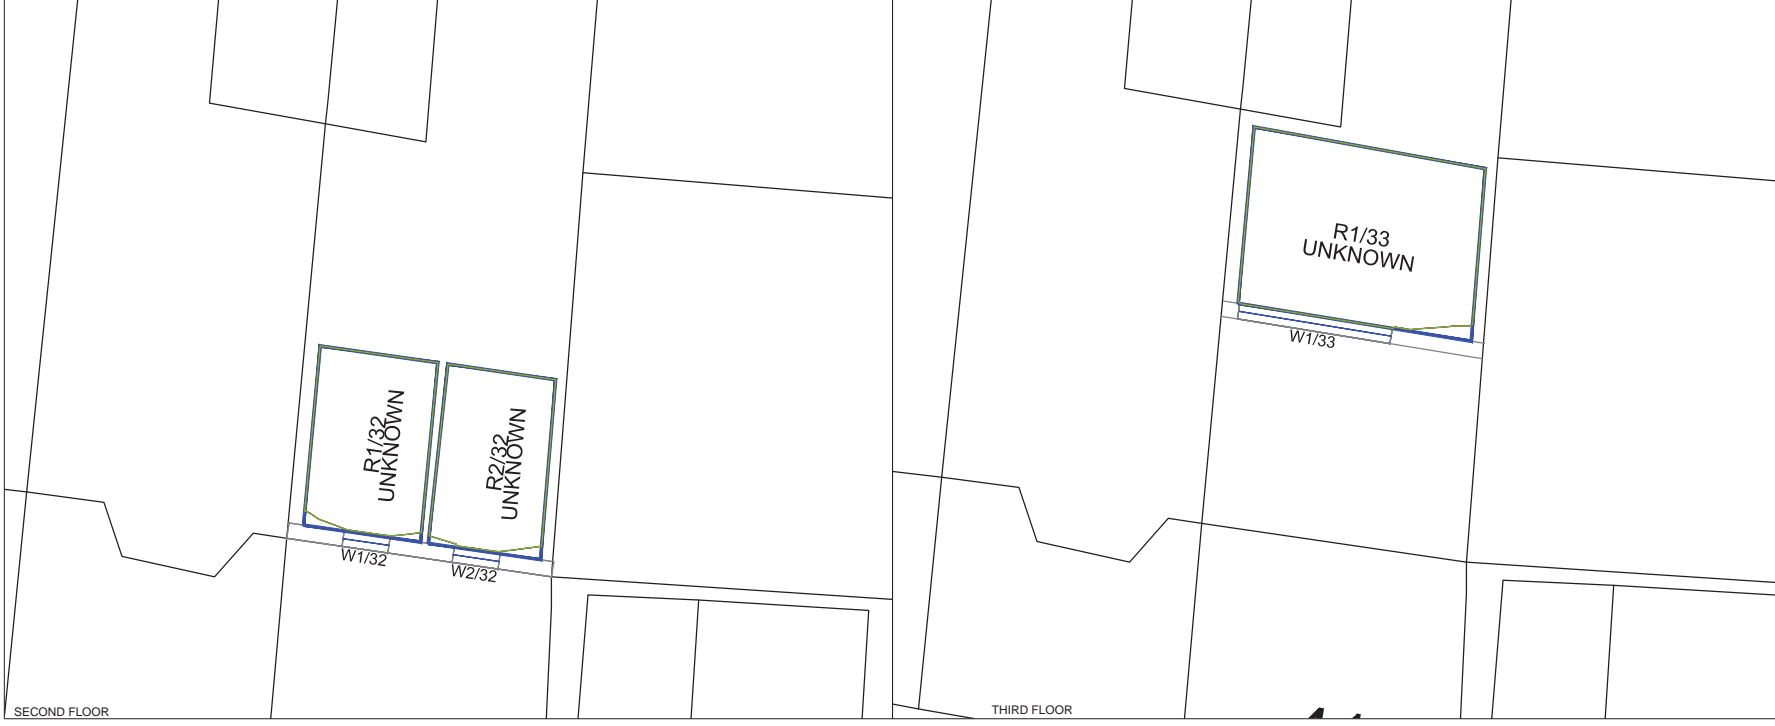 R1/32
UNKNOWN
R2/32
UNKNOWN
W1/32
W2/32
SECOND FLOOR
R1/33
UNKNOWN
W1/33
THIRD FLOOR